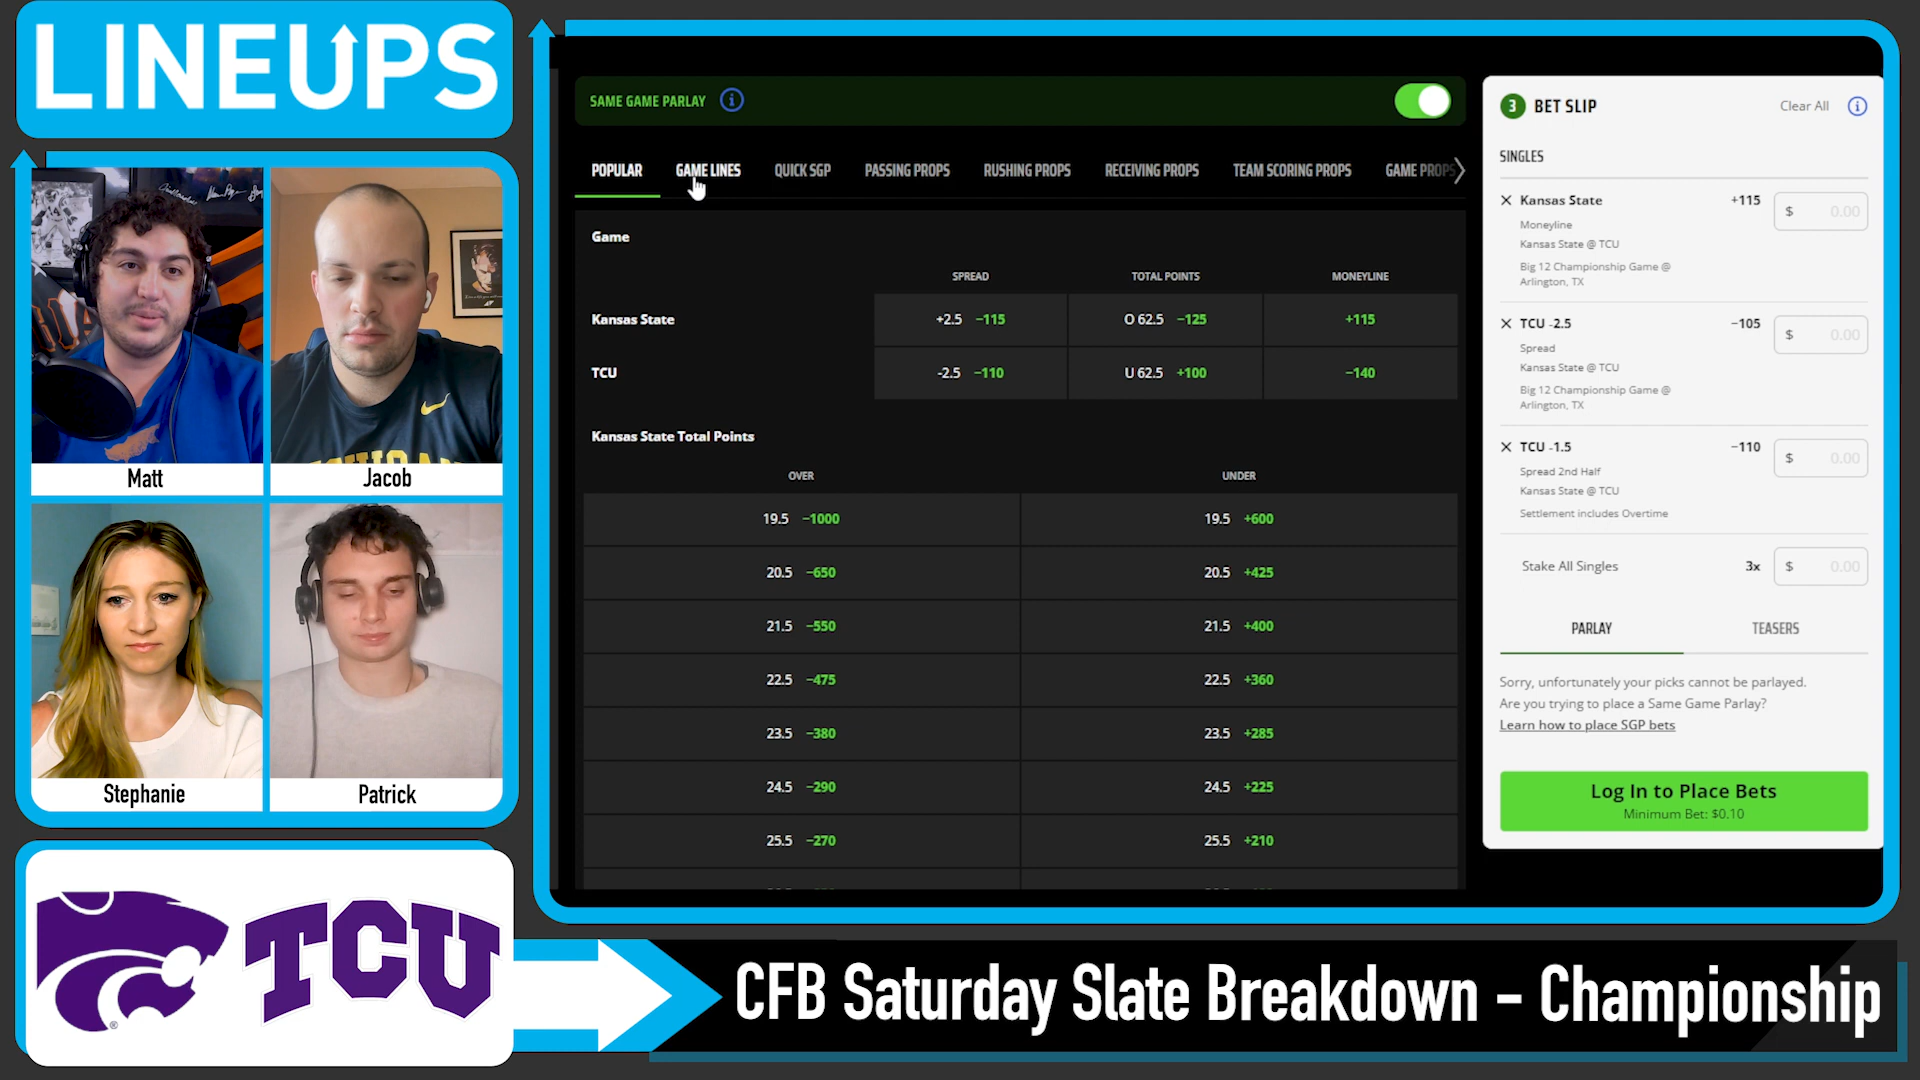 LINEUPS
Matt
Jacob
Stephanie
Patrick
TCU
®
SAME GAME PARLAY
POPULAR GAME LINES QUICK SGP PASSING PROPS RUSHING PROPS RECEIVING PROPS TEAM SCORING PROPS GAME PROPS
Game
SPREAD TOTAL POINTS MONEYLINE
Kansas State +2.5 −115 O 62.5 −125 +115
TCU -2.5 −110 U 62.5 +100 −140
Kansas State Total Points
OVER UNDER
19.5 −1000 19.5 +600
20.5 −650 20.5 +425
21.5 −550 21.5 +400
22.5 −475 22.5 +360
23.5 −380 23.5 +285
24.5 −290 24.5 +225
25.5 −270 25.5 +210
3 BET SLIP Clear All
SINGLES
Kansas State +115 $ 0.00
Moneyline
Kansas State @ TCU
Big 12 Championship Game @
Arlington, TX
TCU -2.5 −105 $ 0.00
Spread
Kansas State @ TCU
Big 12 Championship Game @
Arlington, TX
TCU -1.5 −110 $ 0.00
Spread 2nd Half
Kansas State @ TCU
Settlement includes Overtime
Stake All Singles 3x $ 0.00
PARLAY TEASERS
Sorry, unfortunately your picks cannot be parlayed.
Are you trying to place a Same Game Parlay?
Learn how to place SGP bets
Log In to Place Bets
Minimum Bet: $0.10
CFB Saturday Slate Breakdown - Championship